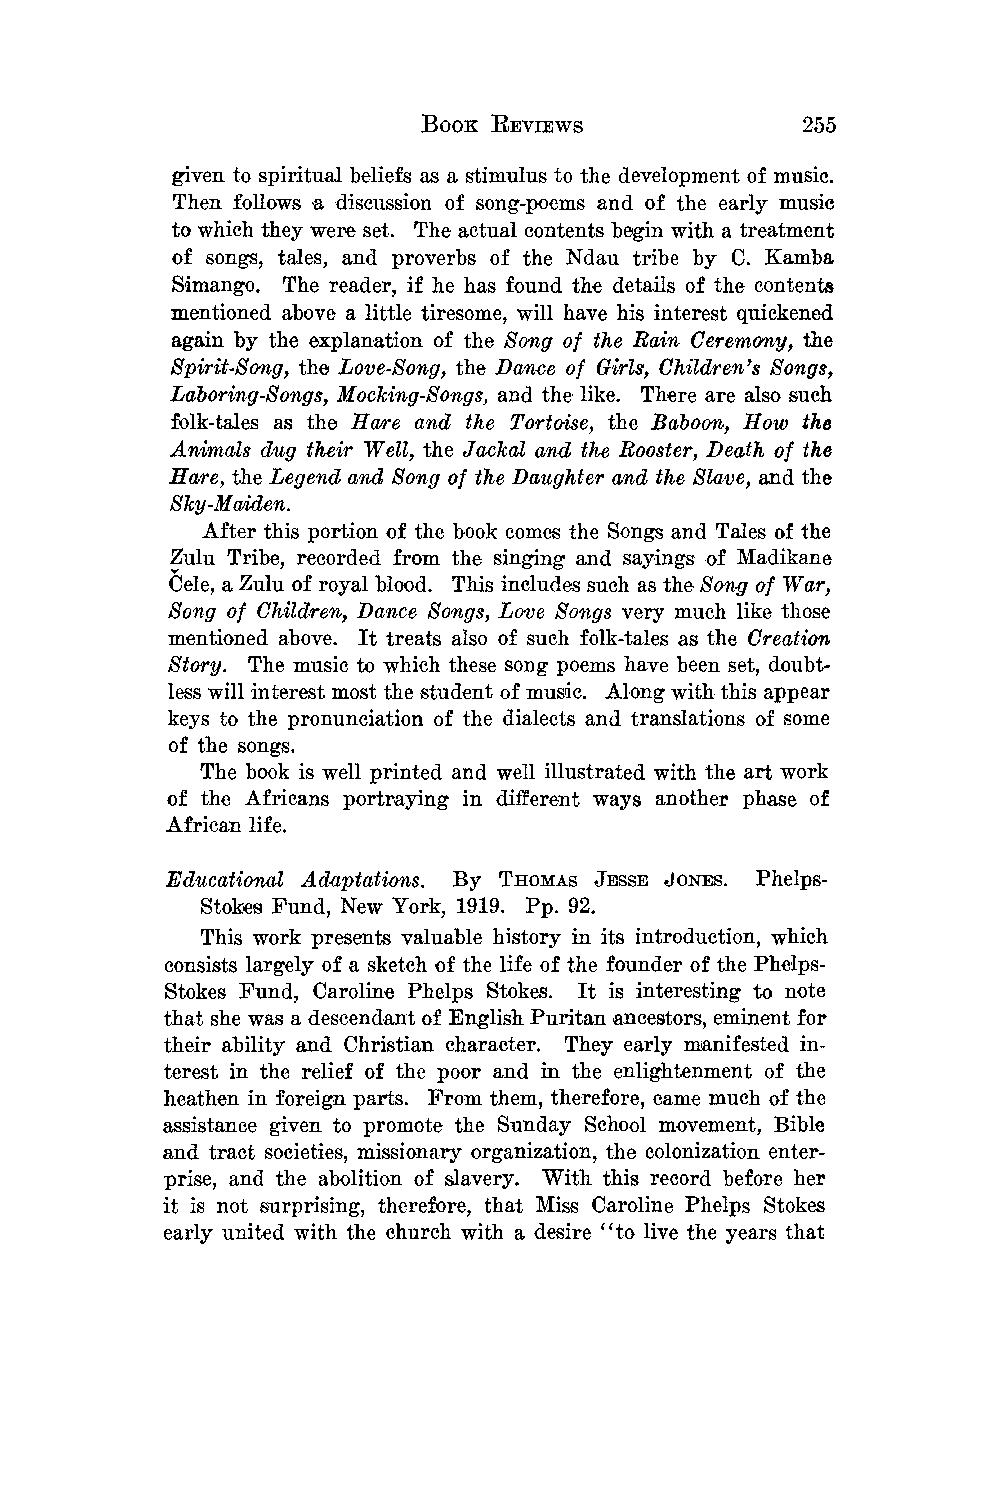 Book Reviews 255
given to spiritual beliefs as a stimulus to the development of music.
Then follows a discussion of song-poems and of the early music
to which they were set. The actual contents begin with a treatment
of songs, tales, and proverbs of the Ndau tribe by C. Kamba
Simango. The reader, if he has found the details of the contents
mentioned above a little tiresome, will have his interest quickened
again by the explanation of the Song of the Rain Ceremony, the
Spirit-Song, the Love-Song, the Dance of Girls, Children's Songs,
Laboring-Songs, Mocking-Songs, and the like. There are also such
folk-tales as the Hare and the Tortoise, the Baboon, How the
Animals dug their Well, the Jackal and the Rooster, Death of the
Hare, the Legend and Song of the Daughter and the Slave, and the
Sky-Maiden.
After this portion of the book comes the Songs and Tales of the
Zulu Tribe, recorded from the singing and sayings of Madikane
Čele, a Zulu of royal blood. This includes such as the Song of War,
Song of Children, Dance Songs, Love Songs very much like those
mentioned above. It treats also of such folk-tales as the Creation
Story. The music to which these song poems have been set, doubt-
less will interest most the student of music. Along with this appear
keys to the pronunciation of the dialects and translations of some
of the songs.
The book is well printed and well illustrated with the art work
of the Africans portraying in different ways another phase of
African life.
Educational Adaptations. By Thomas Jesse Jones. Phelps-
Stokes Fund, New York, 1919. Pp. 92.
This work presents valuable history in its introduction, which
consists largely of a sketch of the life of the founder of the Phelps-
Stokes Fund, Caroline Phelps Stokes. It is interesting to note
that she was a descendant of English Puritan ancestors, eminent for
their ability and Christian character. They early manifested in-
terest in the relief of the poor and in the enlightenment of the
heathen in foreign parts. From them, therefore, came much of the
assistance given to promote the Sunday School movement, Bible
and tract societies, missionary organization, the colonization enter-
prise, and the abolition of slavery. With this record before her
it is not surprising, therefore, that Miss Caroline Phelps Stokes
early united with the church with a desire "to live the years that